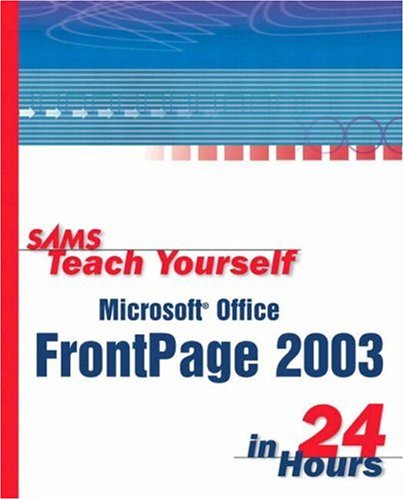 SAMS
Teach Yourself
Microsoft® Office
FrontPage 2003
in 24
Hours